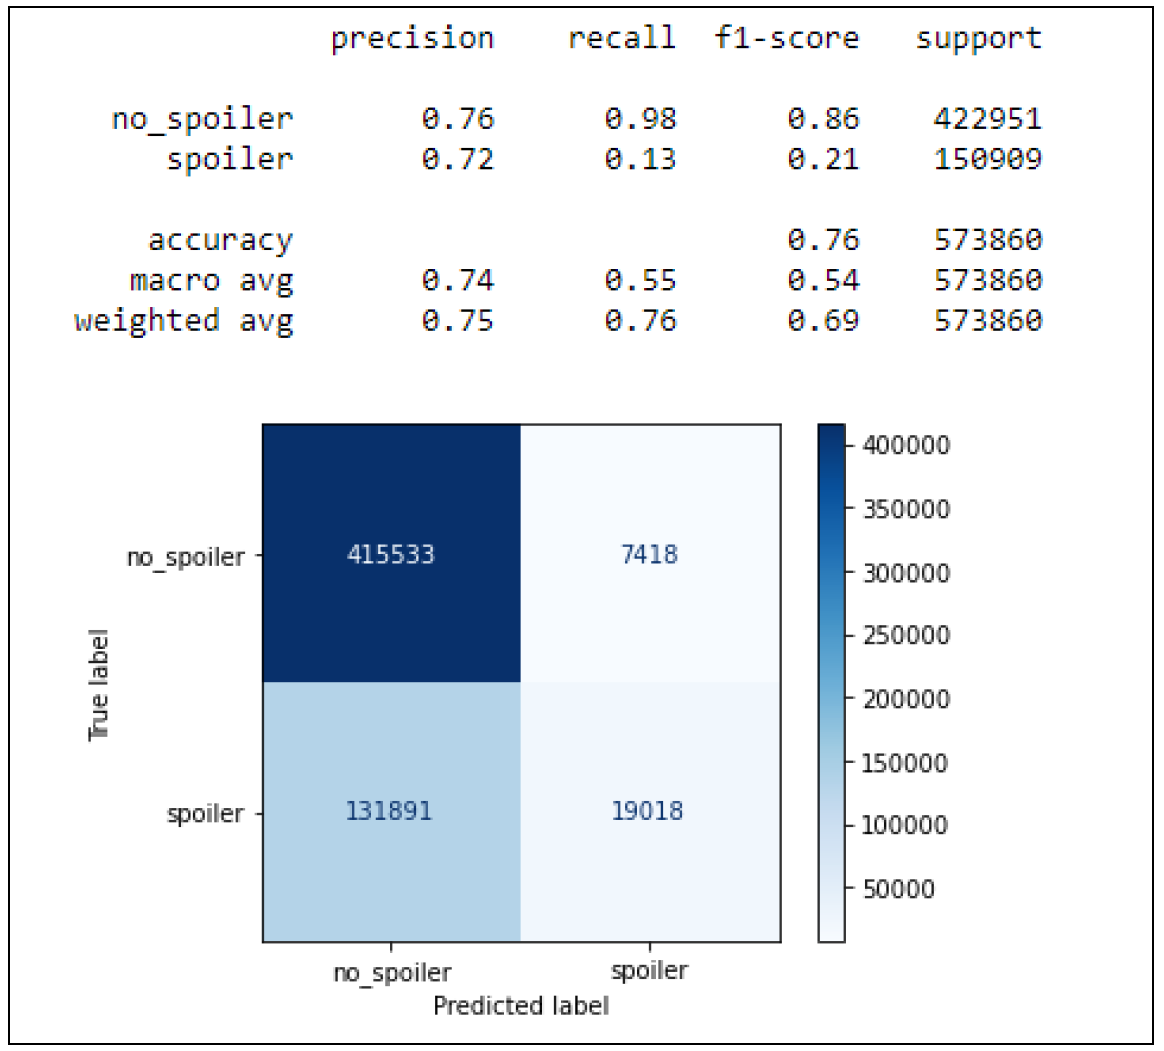 precision recall f1-score support
no_spoiler 0.76 0.98 0.86 422951
spoiler 0.72 0.13 0.21 150909
accuracy 0.76 573860
macro avg 0.74 0.55 0.54 573860
weighted avg 0.75 0.76 0.69 573860
400000
350000
300000
250000
200000
150000
100000
50000
True label
no_spoiler 415533 7418
spoiler 131891 19018
no_spoiler spoiler
Predicted label